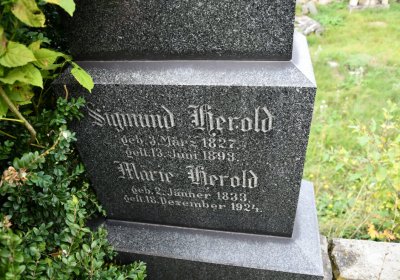 Sigmund Herold
geb. 3. März 1827.
gest. 13. Juni 1893.
Marie Herold
geb. 2. Jänner 1833.
gest. 18. Dezember 1924.